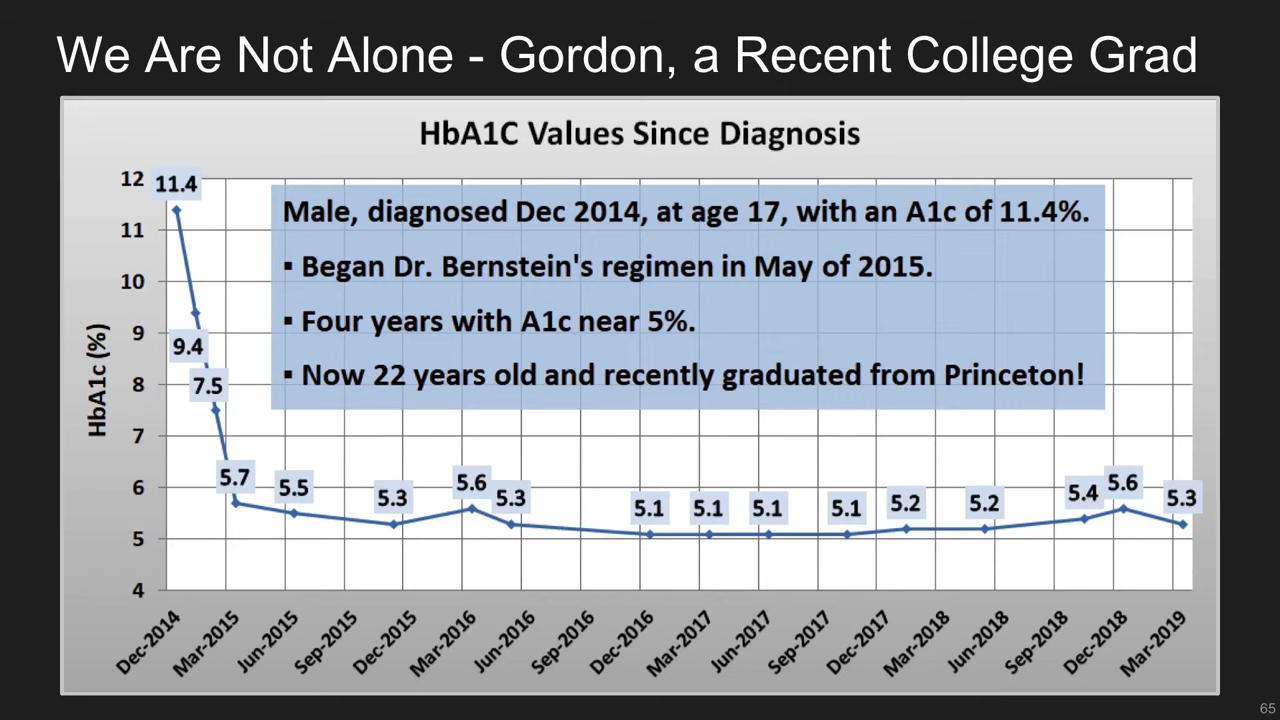 We Are Not Alone - Gordon, a Recent College Grad
HbA1C Values Since Diagnosis
Male, diagnosed Dec 2014, at age 17, with an A1c of 11.4%.
▪ Began Dr. Bernstein's regimen in May of 2015.
▪ Four years with A1c near 5%.
▪ Now 22 years old and recently graduated from Princeton!
HbA1c (%)
12
11
10
9
8
7
6
5
4
11.4
9.4
7.5
5.7
5.5
5.3
5.6
5.3
5.1
5.1
5.1
5.1
5.2
5.2
5.4
5.6
5.3
Dec-2014
Mar-2015
Jun-2015
Sep-2015
Dec-2015
Mar-2016
Jun-2016
Sep-2016
Dec-2016
Mar-2017
Jun-2017
Sep-2017
Dec-2017
Mar-2018
Jun-2018
Sep-2018
Dec-2018
Mar-2019
65